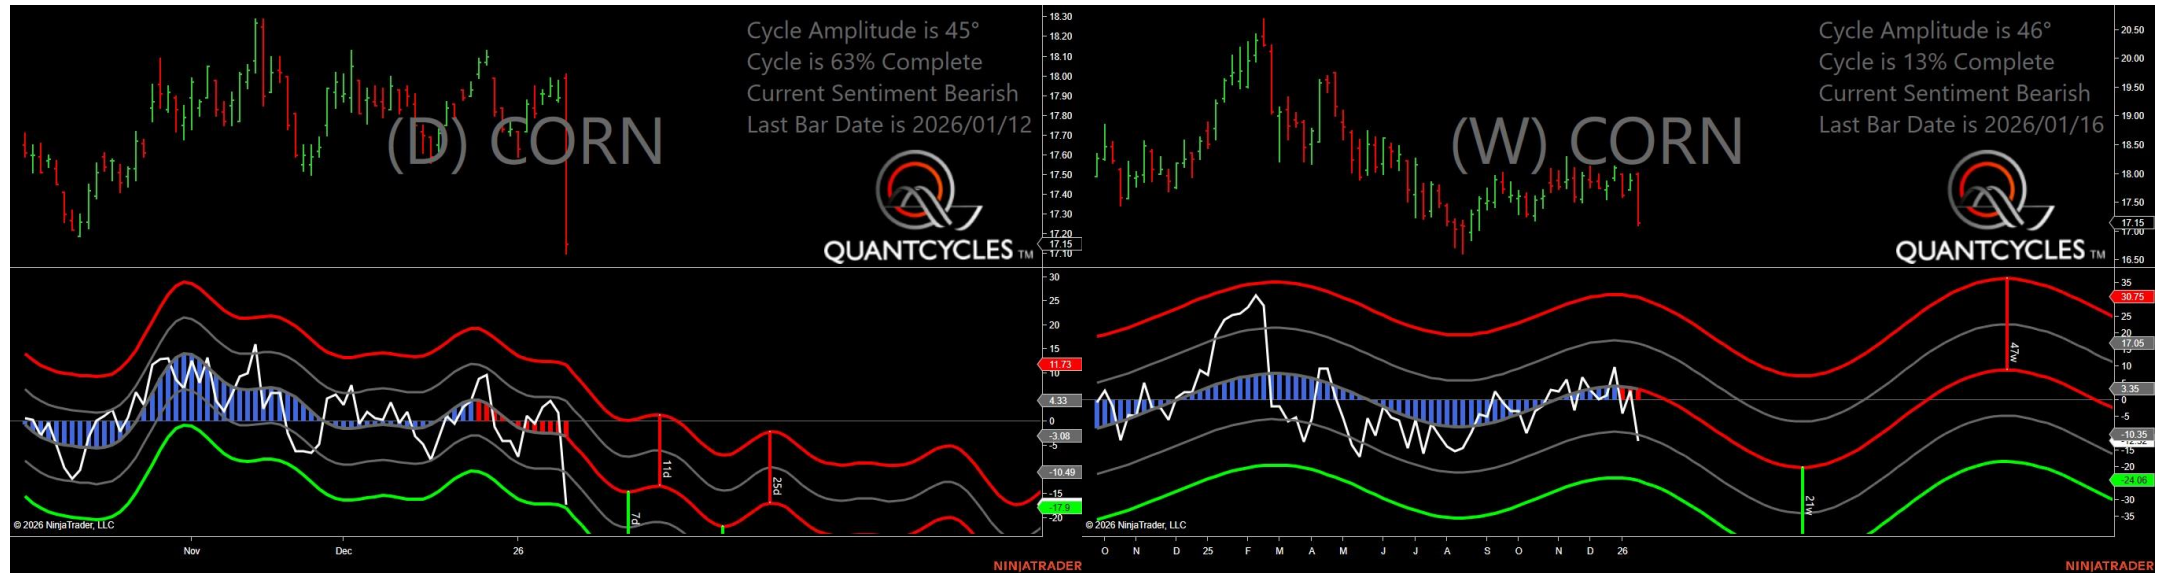 Cycle Amplitude is 45°
Cycle is 63% Complete
Current Sentiment Bearish
Last Bar Date is 2026/01/12
(D) CORN
QUANTCYCLES TM
18.30
18.20
18.10
18.00
17.90
17.80
17.70
17.60
17.50
17.40
17.30
17.20
17.15
17.10
30
25
20
15
11.73
10
4.33
0
-3.08
-5
-10.49
-15
-17.9
-20
11d
25d
7d
© 2026 NinjaTrader, LLC
Nov
Dec
26
NINJATRADER
Cycle Amplitude is 46°
Cycle is 13% Complete
Current Sentiment Bearish
Last Bar Date is 2026/01/16
(W) CORN
QUANTCYCLES TM
20.50
20.00
19.50
19.00
18.50
18.00
17.50
17.15
17.00
16.50
35
30.75
25
20
17.05
15
10
5
3.35
0
-5
-10.35
-15
-20
-24.06
-30
-35
47w
21w
© 2026 NinjaTrader, LLC
O
N
D
25
F
M
A
M
J
J
A
S
O
N
D
26
NINJATRADER